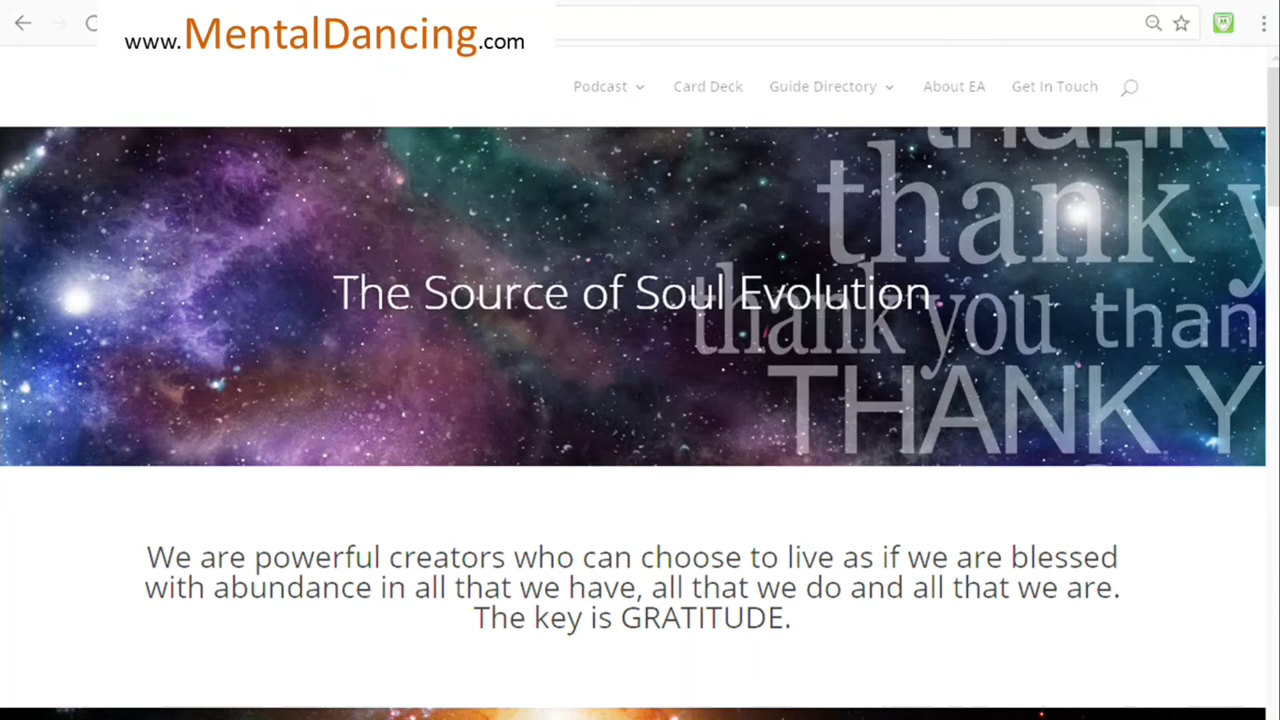 www.MentalDancing.com
Podcast Card Deck Guide Directory About EA Get In Touch
thank
thank y
The Source of Soul Evolution
thank you than
THANK Y
We are powerful creators who can choose to live as if we are blessed
with abundance in all that we have, all that we do and all that we are.
The key is GRATITUDE.